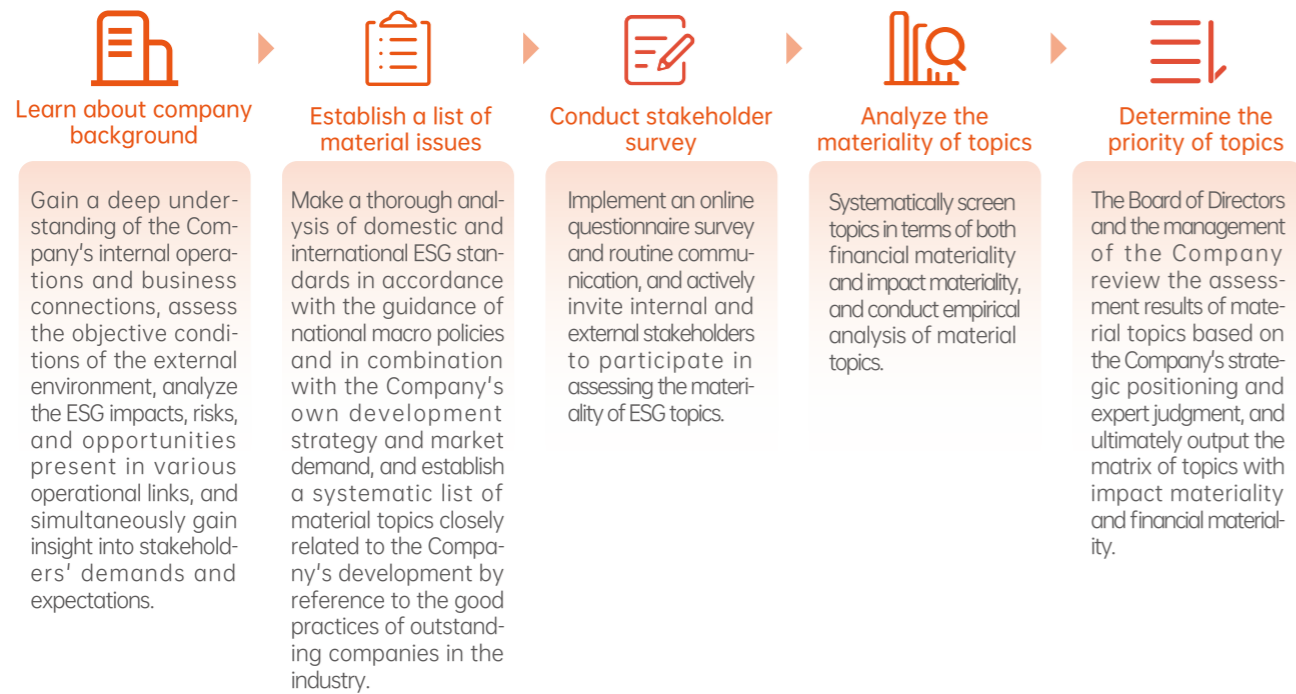 Learn about company
background
Gain a deep under-
standing of the Com-
pany's internal opera-
tions and business
connections, assess
the objective condi-
tions of the external
environment, analyze
the ESG impacts, risks,
and opportunities
present in various
operational links, and
simultaneously gain
insight into stakehold-
ers' demands and
expectations.
Establish a list of
material issues
Make a thorough anal-
ysis of domestic and
international ESG stan-
dards in accordance
with the guidance of
national macro policies
and in combination
with the Company's
own development
strategy and market
demand, and establish
a systematic list of
material topics closely
related to the Compa-
ny's development by
reference to the good
practices of outstand-
ing companies in the
industry.
Conduct stakeholder
survey
Implement an online
questionnaire survey
and routine commu-
nication, and actively
invite internal and
external stakeholders
to participate in
assessing the materi-
ality of ESG topics.
Analyze the
materiality of topics
Systematically screen
topics in terms of both
financial materiality
and impact materiality,
and conduct empirical
analysis of material
topics.
Determine the
priority of topics
The Board of Directors
and the management
of the Company
review the assess-
ment results of mate-
rial topics based on
the Company's strate-
gic positioning and
expert judgment, and
ultimately output the
matrix of topics with
impact materiality
and financial material-
ity.